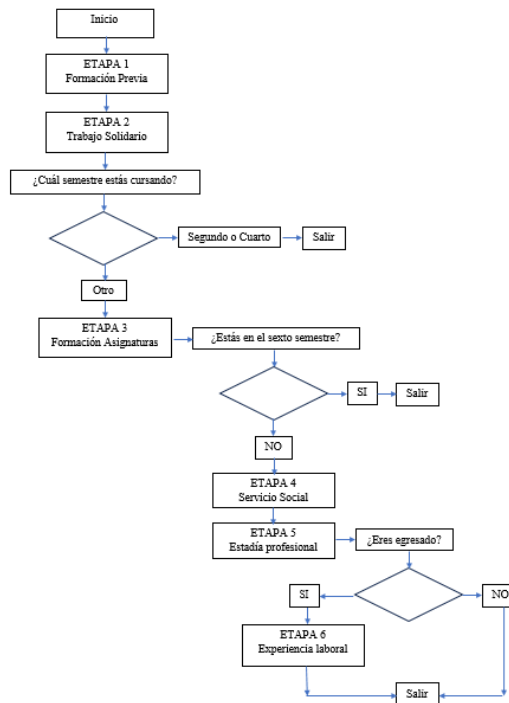 Inicio
ETAPA 1
Formación Previa
ETAPA 2
Trabajo Solidario
¿Cuál semestre estás cursando?
Segundo o Cuarto
Salir
Otro
ETAPA 3
Formación Asignaturas
¿Estás en el sexto semestre?
SI
Salir
NO
ETAPA 4
Servicio Social
ETAPA 5
Estadía profesional
¿Eres egresado?
SI
NO
ETAPA 6
Experiencia laboral
Salir